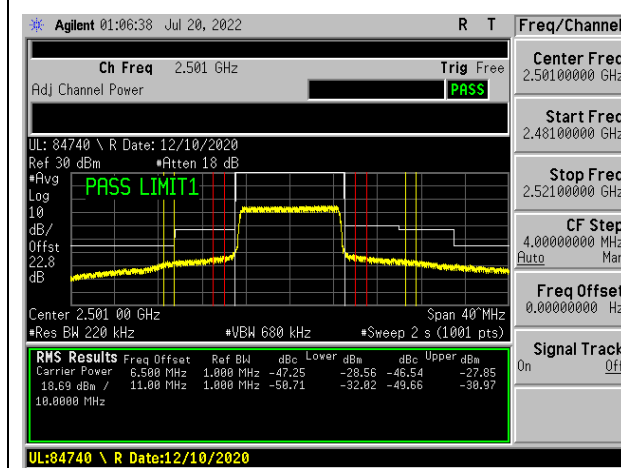 Agilent 01:06:38 Jul 20, 2022 R T
Freq/Channel
Ch Freq 2.501 GHz Trig Free
Adj Channel Power
PASS
UL: 84740 \ R Date: 12/10/2020
Ref 30 dBm #Atten 18 dB
#Avg
Log
10
dB/
Offst
22.8
dB
PASS LIMIT1
Center 2.501 00 GHz Span 40^MHz
#Res BW 220 kHz #VBW 680 kHz #Sweep 2 s (1001 pts)
RMS Results Freq Offset Ref BW dBc Lower dBm dBc Upper dBm
Carrier Power 6.500 MHz 1.000 MHz -47.25 -28.56 -46.54 -27.85
18.69 dBm / 11.00 MHz 1.000 MHz -50.71 -32.02 -49.66 -30.97
10.0000 MHz
UL:84740 \ R Date:12/10/2020
Center Freq
2.50100000 GHz
Start Freq
2.48100000 GHz
Stop Freq
2.52100000 GHz
CF Step
4.00000000 MHz
Auto Man
Freq Offset
0.00000000 Hz
Signal Track
On Off